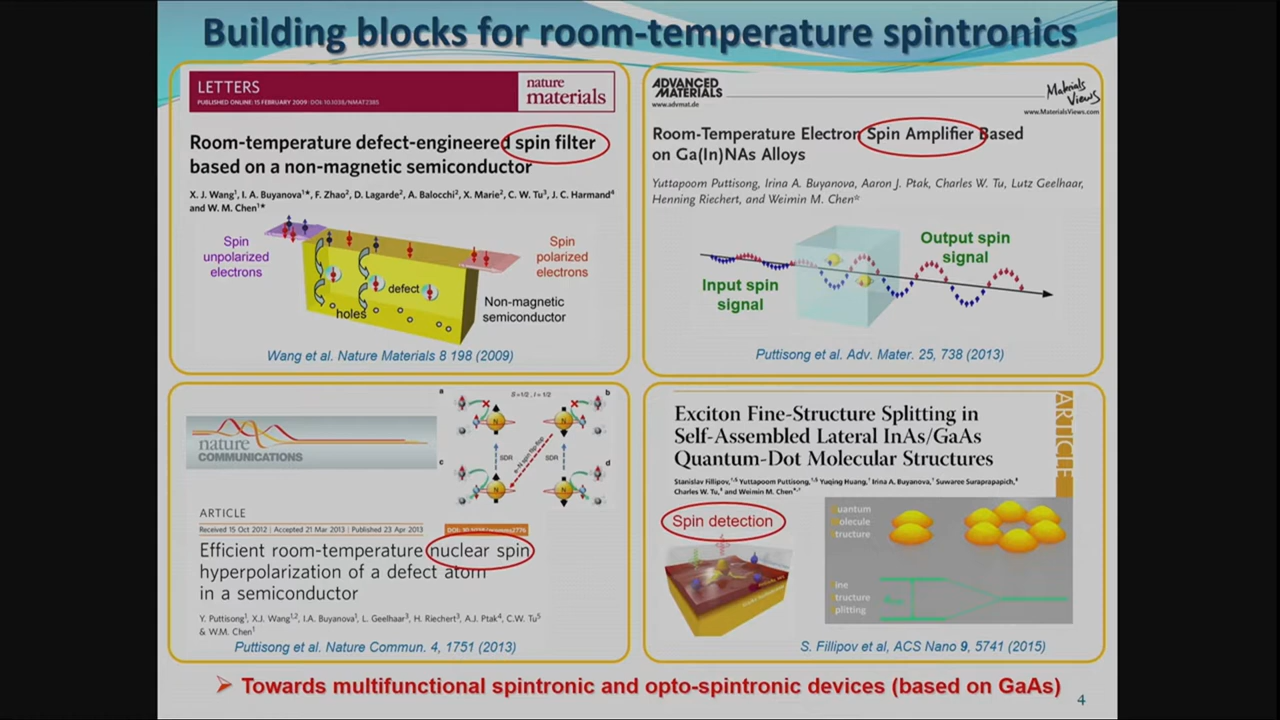 Building blocks for room-temperature spintronics
LETTERS
PUBLISHED ONLINE: 15 FEBRUARY 2009 | DOI: 10.1038/NMAT2385
nature
materials
Room-temperature defect-engineered spin filter
based on a non-magnetic semiconductor
X. J. Wang1, I. A. Buyanova1*, F. Zhao2, D. Lagarde2, A. Balocchi2, X. Marie2, C. W. Tu3, J. C. Harmand4
and W. M. Chen1*
Spin
unpolarized
electrons
Spin
polarized
electrons
defect
holes
Non-magnetic
semiconductor
Wang et al. Nature Materials 8 198 (2009)
ADVANCED
MATERIALS
www.advmat.de
Materials
Views
www.MaterialsViews.com
Room-Temperature Electron Spin Amplifier Based
on Ga(In)NAs Alloys
Yuttapoom Puttisong, Irina A. Buyanova, Aaron J. Ptak, Charles W. Tu, Lutz Geelhaar,
Henning Riechert, and Weimin M. Chen*
Input spin
signal
Output spin
signal
Puttisong et al. Adv. Mater. 25, 738 (2013)
nature
COMMUNICATIONS
a
S=1/2, I = 1/2
b
N
N
SDR
e-N spin flip-flop
SDR
c
d
N
N
ARTICLE
Received 15 Oct 2012 | Accepted 21 Mar 2013 | Published 23 Apr 2013
Efficient room-temperature nuclear spin
hyperpolarization of a defect atom
in a semiconductor
Y. Puttisong1, X.J. Wang1,2, I.A. Buyanova1, L. Geelhaar3, H. Riechert3, A.J. Ptak4, C.W. Tu5
& W.M. Chen1
Puttisong et al. Nature Commun. 4, 1751 (2013)
ARTICLE
Exciton Fine-Structure Splitting in
Self-Assembled Lateral InAs/GaAs
Quantum-Dot Molecular Structures
Charles W. Tu, and Weimin M. Chen
Spin detection
Quantum
Molecule
Structure
Fine
Structure
Splitting
S. Fillipov et al, ACS Nano 9, 5741 (2015)
➢ Towards multifunctional spintronic and opto-spintronic devices (based on GaAs)
4